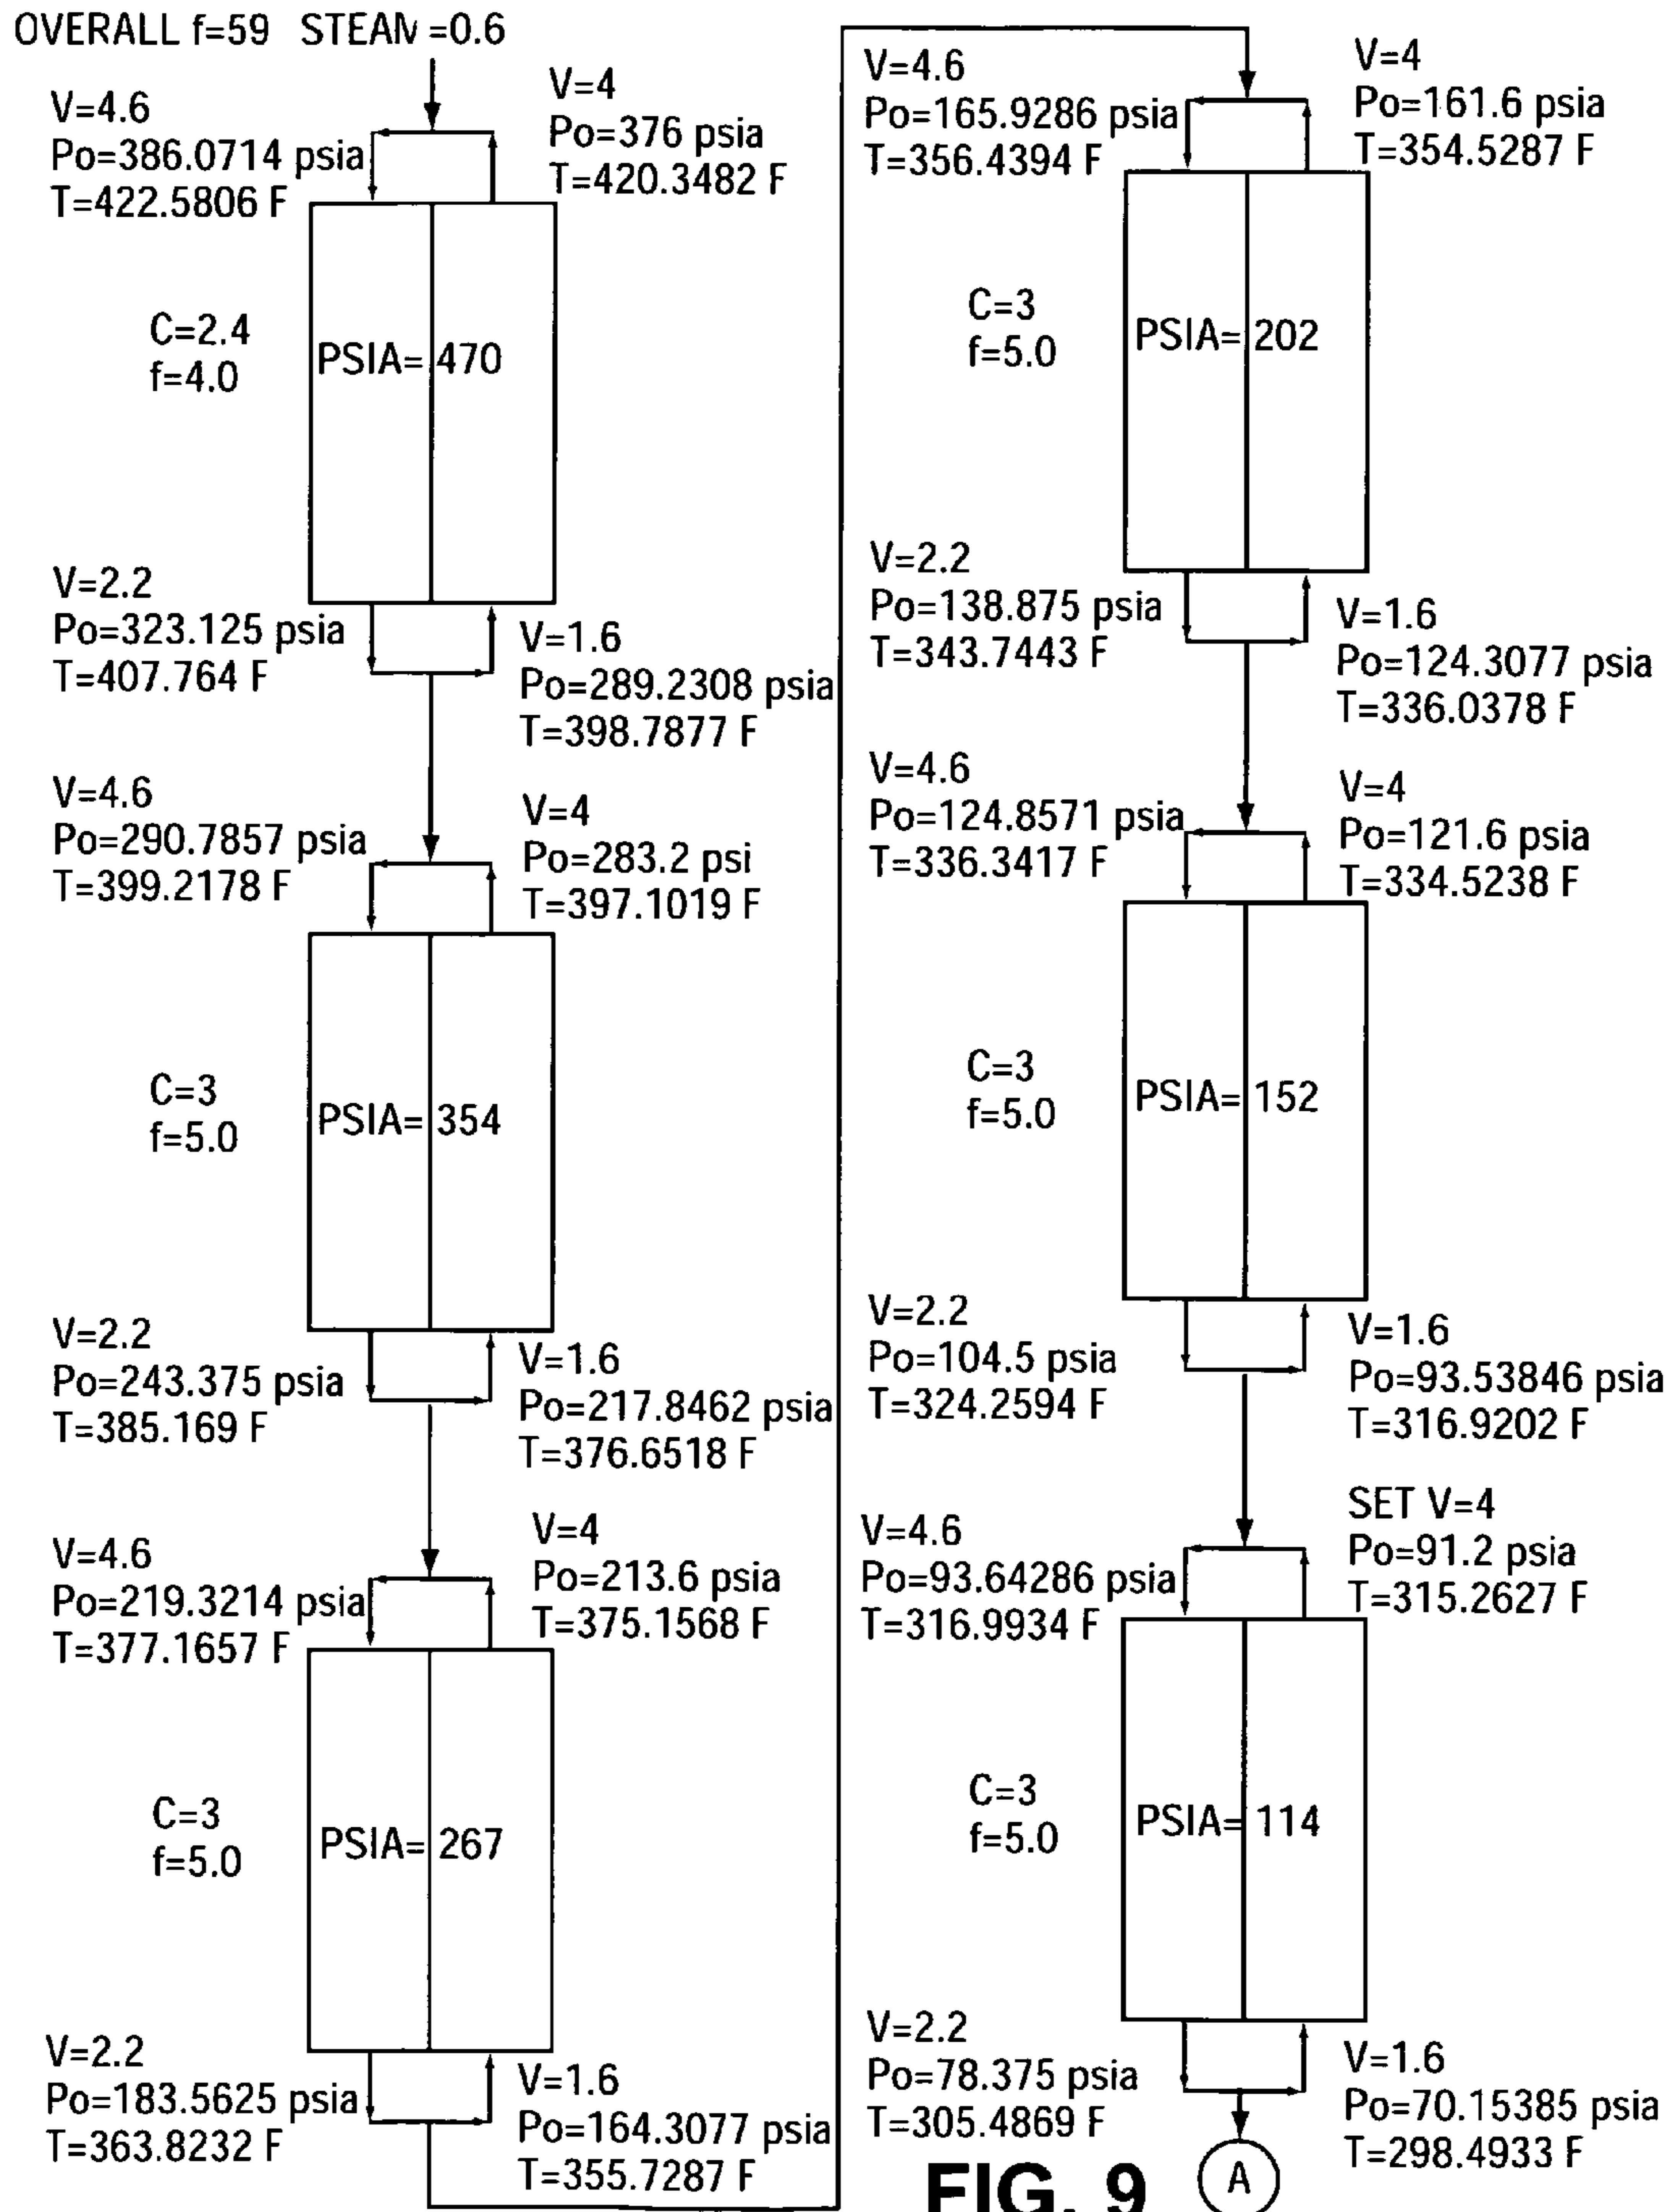 OVERALL f=59 STEAM =0.6
V=4.6
Po=386.0714 psia
T=422.5806 F
V=4
Po=376 psia
T=420.3482 F
C=2.4
f=4.0
PSIA= 470
V=2.2
Po=323.125 psia
T=407.764 F
V=1.6
Po=289.2308 psia
T=398.7877 F
V=4.6
Po=290.7857 psia
T=399.2178 F
V=4
Po=283.2 psi
T=397.1019 F
C=3
f=5.0
PSIA= 354
V=2.2
Po=243.375 psia
T=385.169 F
V=1.6
Po=217.8462 psia
T=376.6518 F
V=4.6
Po=219.3214 psia
T=377.1657 F
V=4
Po=213.6 psia
T=375.1568 F
C=3
f=5.0
PSIA= 267
V=2.2
Po=183.5625 psia
T=363.8232 F
V=1.6
Po=164.3077 psia
T=355.7287 F
V=4.6
Po=165.9286 psia
T=356.4394 F
V=4
Po=161.6 psia
T=354.5287 F
C=3
f=5.0
PSIA= 202
V=2.2
Po=138.875 psia
T=343.7443 F
V=1.6
Po=124.3077 psia
T=336.0378 F
V=4.6
Po=124.8571 psia
T=336.3417 F
V=4
Po=121.6 psia
T=334.5238 F
C=3
f=5.0
PSIA= 152
V=2.2
Po=104.5 psia
T=324.2594 F
V=1.6
Po=93.53846 psia
T=316.9202 F
V=4.6
Po=93.64286 psia
T=316.9934 F
SET V=4
Po=91.2 psia
T=315.2627 F
C=3
f=5.0
PSIA= 114
V=2.2
Po=78.375 psia
T=305.4869 F
V=1.6
Po=70.15385 psia
T=298.4933 F
A
FIG. 9